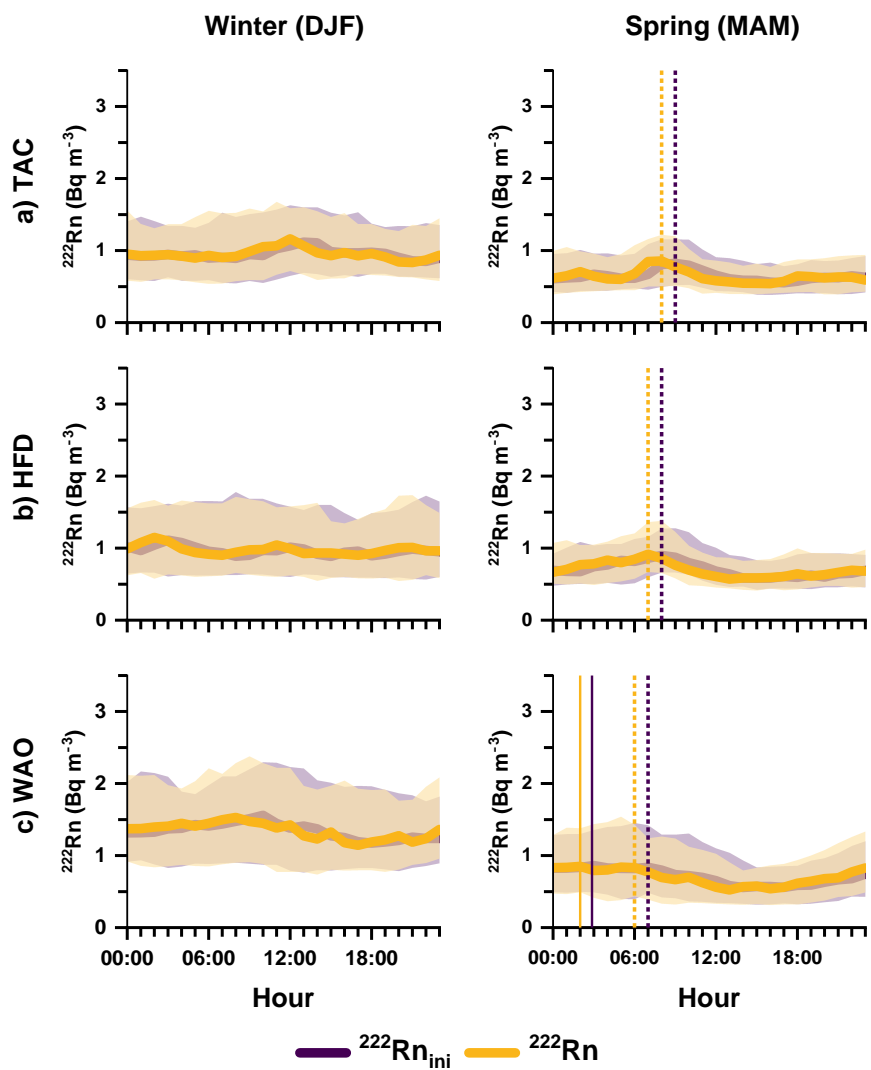 Winter (DJF) Spring (MAM)
a) TAC
²²²Rn (Bq m⁻³)
3
2
1
0
²²²Rn (Bq m⁻³)
3
2
1
0
b) HFD
²²²Rn (Bq m⁻³)
3
2
1
0
²²²Rn (Bq m⁻³)
3
2
1
0
c) WAO
²²²Rn (Bq m⁻³)
3
2
1
0
²²²Rn (Bq m⁻³)
3
2
1
0
00:00 06:00 12:00 18:00 00:00 06:00 12:00 18:00
Hour Hour
²²²Rnini ²²²Rn